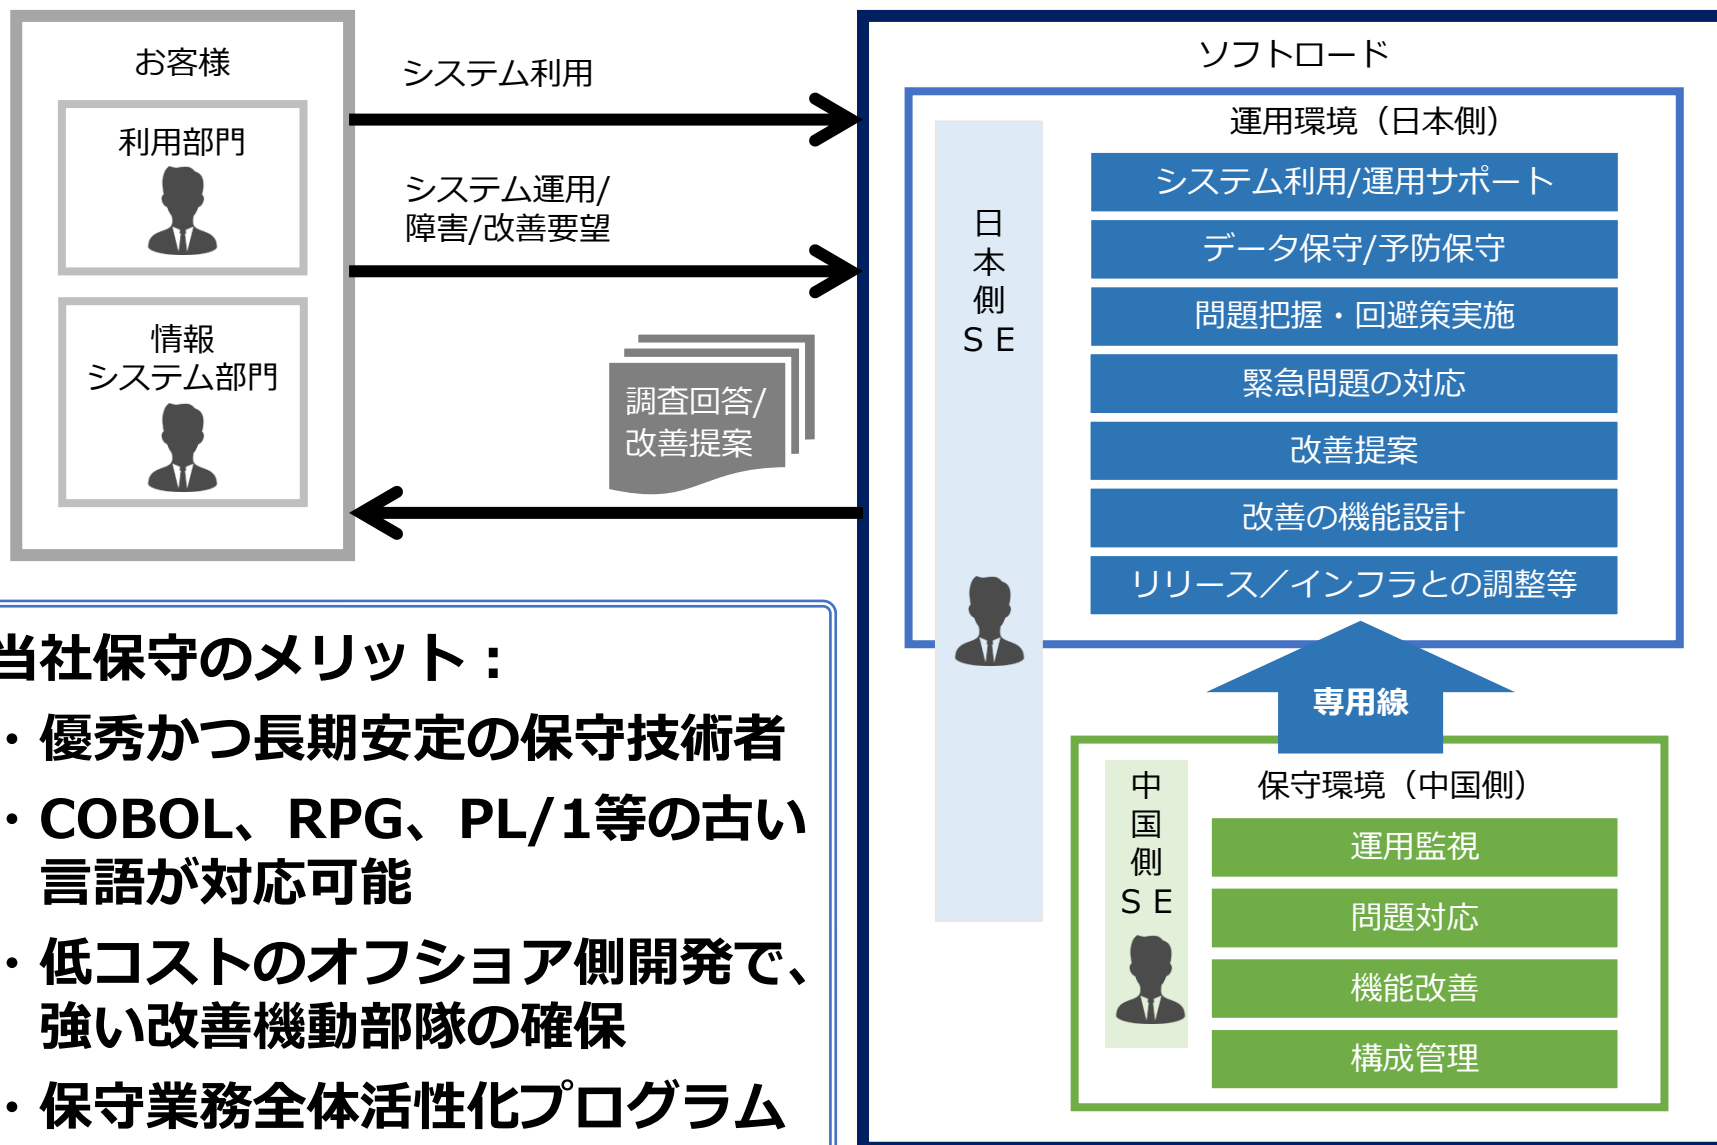 お客様
利用部門
情報
システム部門
システム利用
システム運用/
障害/改善要望
調査回答/
改善提案
ソフトロード
運用環境（日本側）
日
本
側
ＳＥ
システム利用/運用サポート
データ保守/予防保守
問題把握・回避策実施
緊急問題の対応
改善提案
改善の機能設計
リリース／インフラとの調整等
専用線
保守環境（中国側）
中
国
側
ＳＥ
運用監視
問題対応
機能改善
構成管理
当社保守のメリット：
・優秀かつ長期安定の保守技術者
・COBOL、RPG、PL/1等の古い
言語が対応可能
・低コストのオフショア側開発で、
強い改善機動部隊の確保
・保守業務全体活性化プログラム